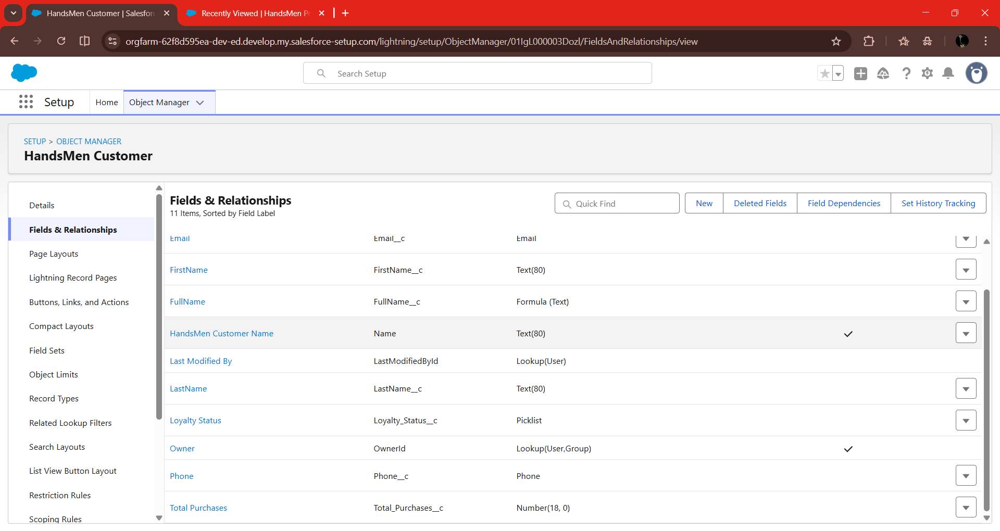 HandsMen Customer | Salesforc
Recently Viewed | HandsMen Pr
orgfarm-62f8d595ea-dev-ed.develop.my.salesforce-setup.com/lightning/setup/ObjectManager/01IgL000003Dozl/FieldsAndRelationships/view
Search Setup
Setup
Home
Object Manager
SETUP > OBJECT MANAGER
HandsMen Customer
Details
Fields & Relationships
Page Layouts
Lightning Record Pages
Buttons, Links, and Actions
Compact Layouts
Field Sets
Object Limits
Record Types
Related Lookup Filters
Search Layouts
List View Button Layout
Restriction Rules
Scoping Rules
Fields & Relationships
11 Items, Sorted by Field Label
Quick Find
New
Deleted Fields
Field Dependencies
Set History Tracking
Email Email__c Email
FirstName FirstName__c Text(80)
FullName FullName__c Formula (Text)
HandsMen Customer Name Name Text(80)
Last Modified By LastModifiedById Lookup(User)
LastName LastName__c Text(80)
Loyalty Status Loyalty_Status__c Picklist
Owner OwnerId Lookup(User,Group)
Phone Phone__c Phone
Total Purchases Total_Purchases__c Number(18, 0)